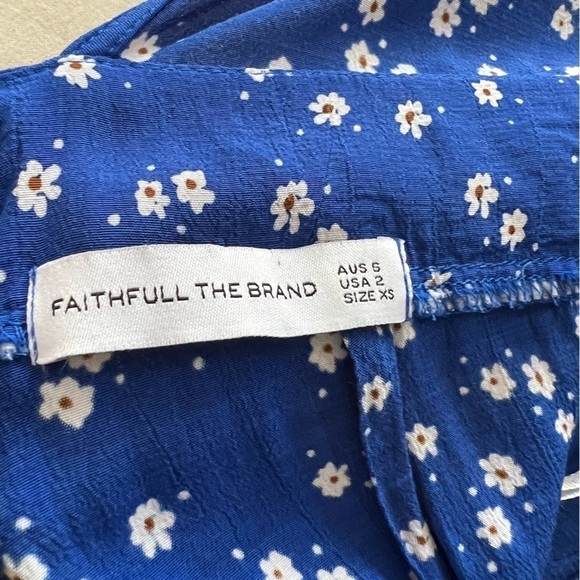 FAITHFULL THE BRAND
AUS 6
USA 2
SIZE XS